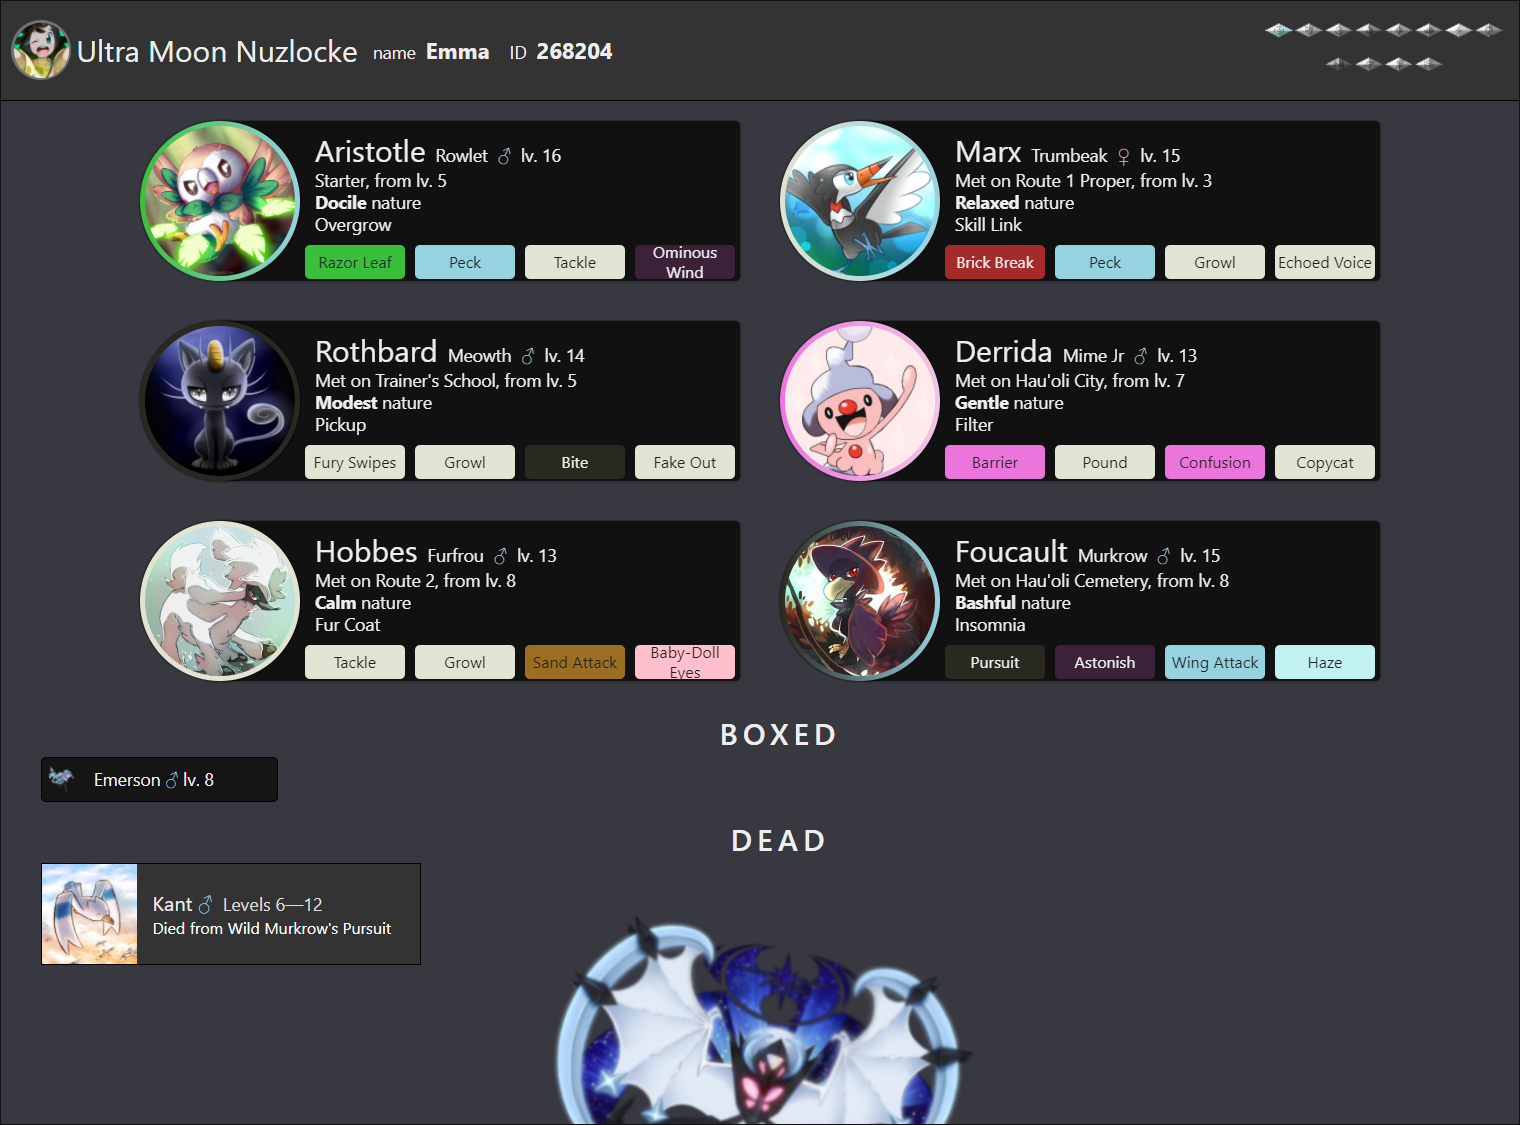 Ultra Moon Nuzlocke name Emma ID 268204
Aristotle Rowlet ♂ lv. 16
Starter, from lv. 5
Docile nature
Overgrow
Razor Leaf Peck Tackle Ominous Wind
Marx Trumbeak ♀ lv. 15
Met on Route 1 Proper, from lv. 3
Relaxed nature
Skill Link
Brick Break Peck Growl Echoed Voice
Rothbard Meowth ♂ lv. 14
Met on Trainer's School, from lv. 5
Modest nature
Pickup
Fury Swipes Growl Bite Fake Out
Derrida Mime Jr ♂ lv. 13
Met on Hau'oli City, from lv. 7
Gentle nature
Filter
Barrier Pound Confusion Copycat
Hobbes Furfrou ♂ lv. 13
Met on Route 2, from lv. 8
Calm nature
Fur Coat
Tackle Growl Sand Attack Baby-Doll Eyes
Foucault Murkrow ♂ lv. 15
Met on Hau'oli Cemetery, from lv. 8
Bashful nature
Insomnia
Pursuit Astonish Wing Attack Haze
BOXED
Emerson ♂ lv. 8
DEAD
Kant ♂ Levels 6—12
Died from Wild Murkrow's Pursuit